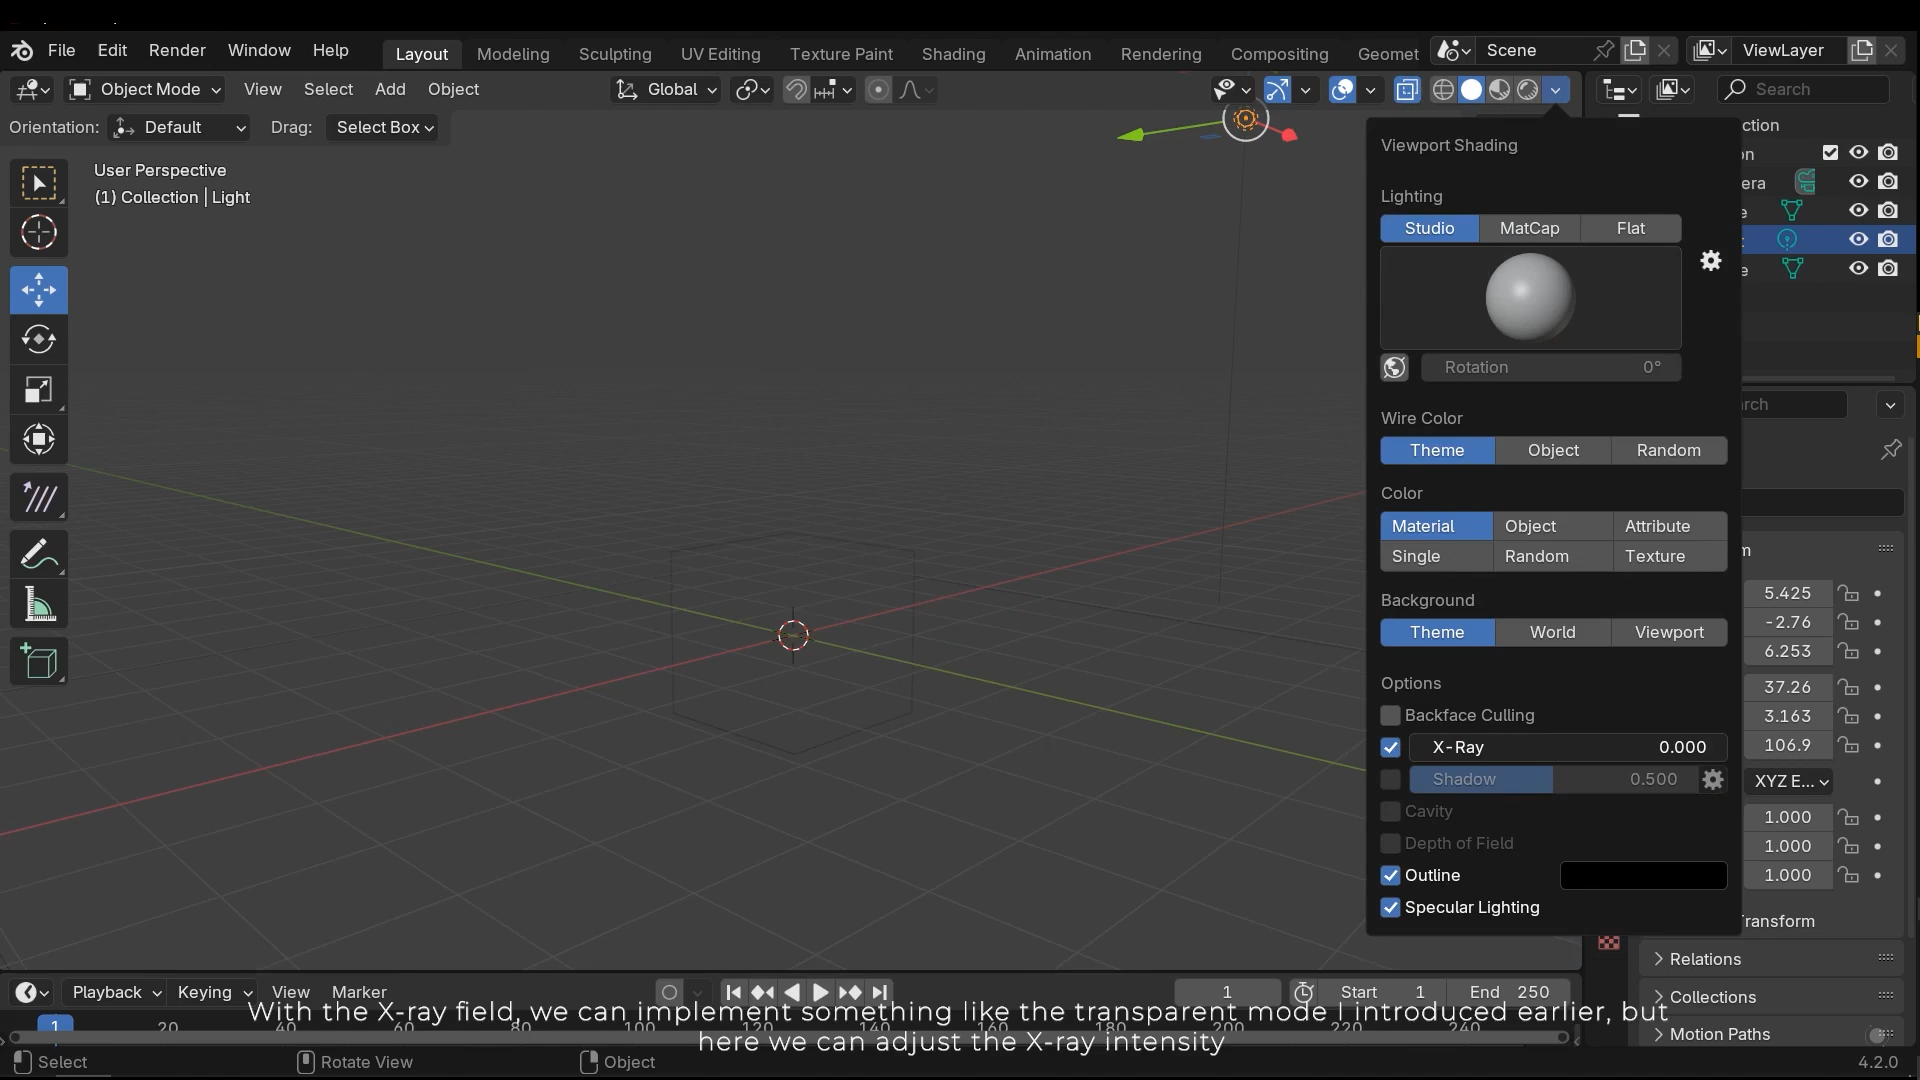 File Edit Render Window Help Layout Modeling Sculpting UV Editing Texture Paint Shading Animation Rendering Compositing Geomet Scene ViewLayer
Object Mode View Select Add Object Global Search
Orientation: Default Drag: Select Box
User Perspective
(1) Collection | Light
Viewport Shading
Lighting
Studio MatCap Flat
Rotation 0°
Wire Color
Theme Object Random
Color
Material Object Attribute
Single Random Texture
Background
Theme World Viewport
Options
Backface Culling
X-Ray 0.000
Shadow 0.500
Cavity
Depth of Field
Outline
Specular Lighting
ction
on
era
e
t
e
rch
m
5.425
-2.76
6.253
37.26
3.163
106.9
XYZ E...
1.000
1.000
1.000
Transform
Relations
Collections
Motion Paths
Playback Keying View Marker 1 Start 1 End 250
With the X-ray field, we can implement something like the transparent mode I introduced earlier, but
1 20 40 60 80 100 120 140 200 220 240
here we can adjust the X-ray intensity
Select Rotate View Object 4.2.0